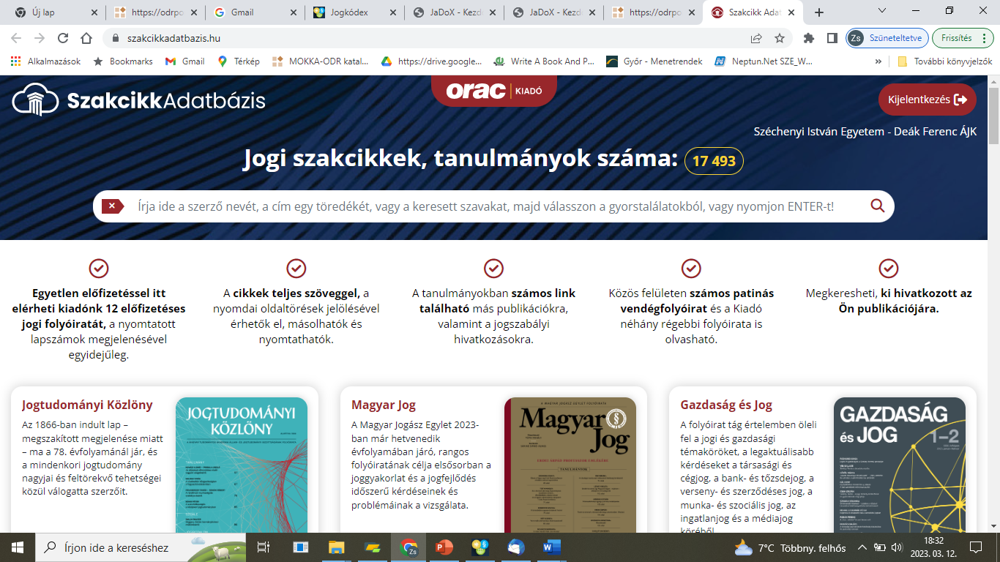 Új lap
https://odrpo
Gmail
Jogkódex
JaDoX - Kezd
JaDoX - Kezd
https://odrpo
Szakcikk Adat
szakcikkadatbazis.hu
Zs Szüneteltetve
Frissítés
Alkalmazások
Bookmarks
Gmail
Térkép
MOKKA-ODR katal...
https://drive.google...
Write A Book And P...
Győr - Menetrendek
Neptun.Net SZE_W...
»
További könyvjelzők
SzakcikkAdatbázis
orac KIADÓ
Kijelentkezés
Széchenyi István Egyetem - Deák Ferenc ÁJK
Jogi szakcikkek, tanulmányok száma: 17 493
Írja ide a szerző nevét, a cím egy töredékét, vagy a keresett szavakat, majd válasszon a gyorstalálatokból, vagy nyomjon ENTER-t!
Egyetlen előfizetéssel itt
elérheti kiadónk 12 előfizetéses
jogi folyóiratát, a nyomtatott
lapszámok megjelenésével
egyidejűleg.
A cikkek teljes szöveggel, a
nyomdai oldaltörések jelölésével
érhetők el, másolhatók és
nyomtathatók.
A tanulmányokban számos link
található más publikációkra,
valamint a jogszabályi
hivatkozásokra.
Közös felületen számos patinás
vendégfolyóirat és a Kiadó
néhány régebbi folyóirata is
olvasható.
Megkeresheti, ki hivatkozott az
Ön publikációjára.
Jogtudományi Közlöny
Az 1866-ban indult lap –
megszakított megjelenése miatt
– ma a 78. évfolyamánál jár, és
a mindenkori jogtudomány
nagyjai és feltörekvő tehetségei
közül válogatta szerzőit.
JOGTUDOMÁNYI
KÖZLÖNY
Magyar Jog
A Magyar Jogász Egylet 2023-
ban már hetvenedik
évfolyamában járó, rangos
folyóiratának célja elsősorban a
joggyakorlat és a jogfejlődés
időszerű kérdéseinek és
problémáinak a vizsgálata.
A MAGYAR JOGÁSZ EGYLET FOLYÓIRATA
Magyar
Jog
§
TANULMÁNYOK
Gazdaság és Jog
A folyóirat tág értelemben öleli
fel a jogi és gazdasági
témaköröket, a legaktuálisabb
kérdéseket a társasági és
cégjog, a bank- és tőzsdejog, a
verseny- és szerződéses jog, a
munka- és szociális jog, az
ingatlanjog és a médiajog
köréből.
GAZDASÁG
és JOG
1–2
Írjon ide a kereséshez
7°C Többny. felhős
18:32
2023. 03. 12.